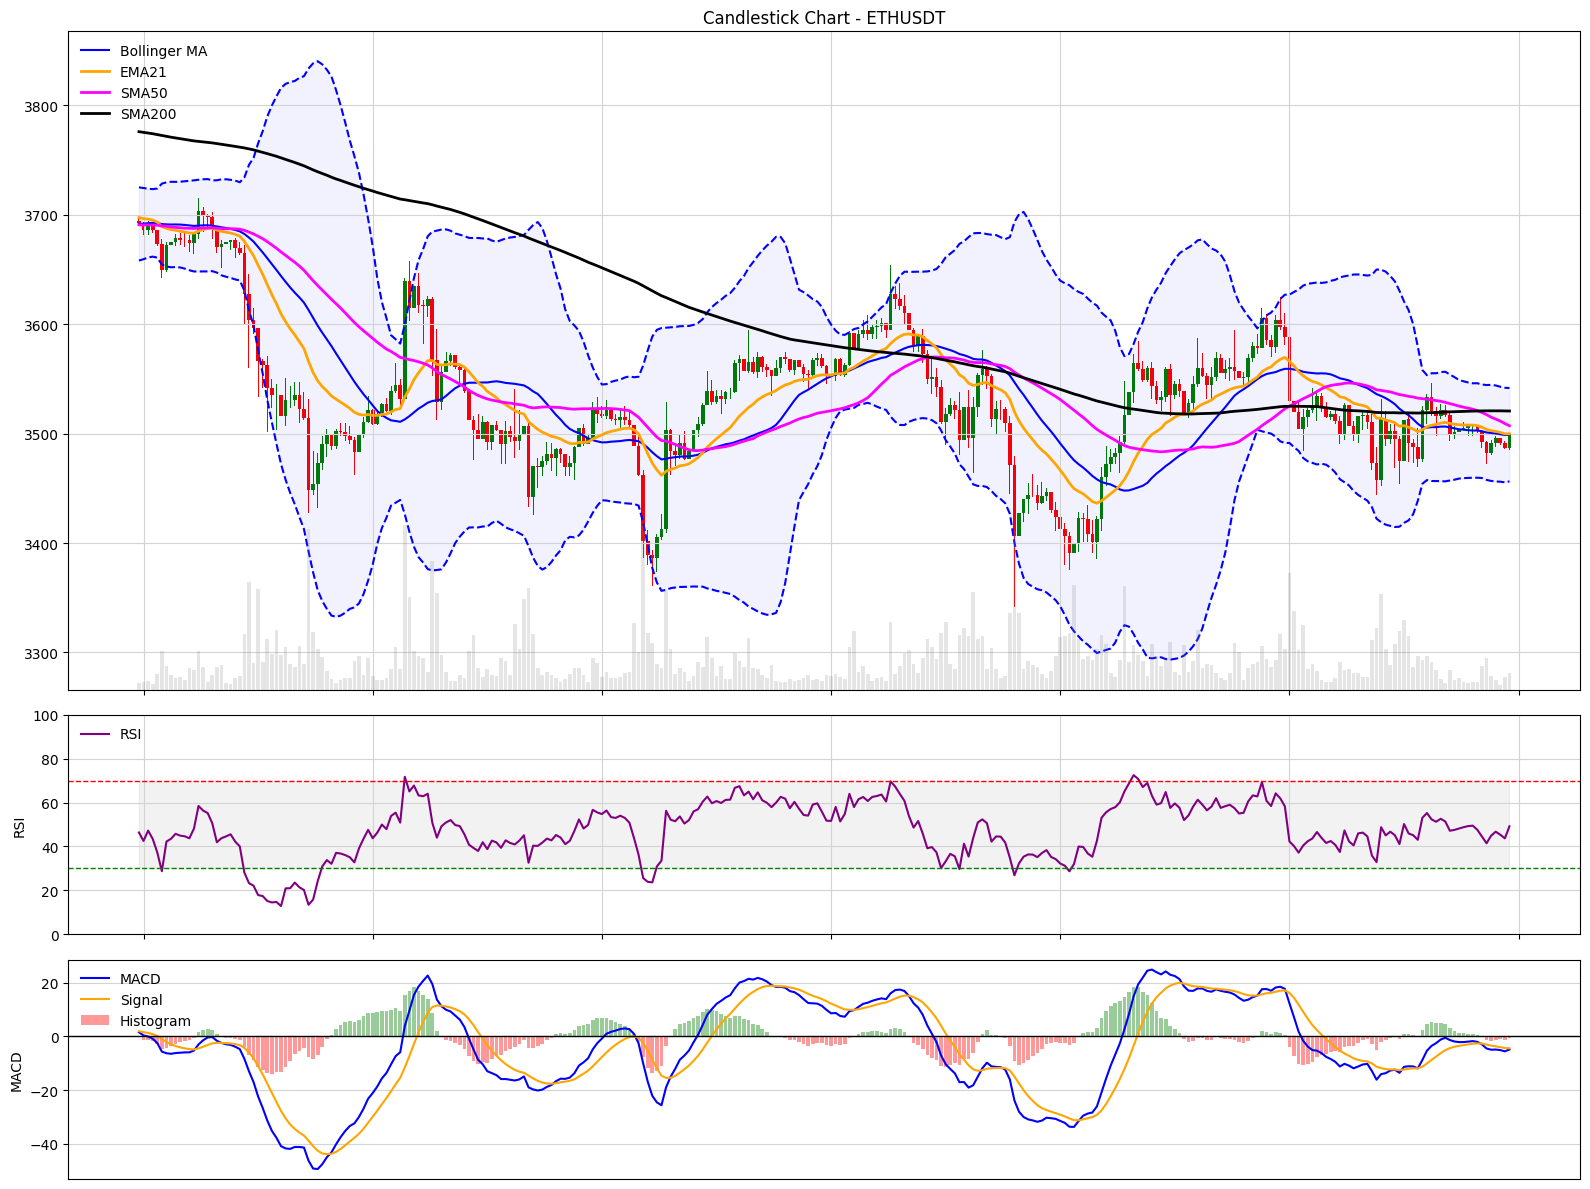 Candlestick Chart - ETHUSDT
Bollinger MA
EMA21
SMA50
SMA200
3800
3700
3600
3500
3400
3300
RSI
100
80
60
40
20
0
RSI
MACD
Signal
Histogram
20
0
−20
−40
MACD